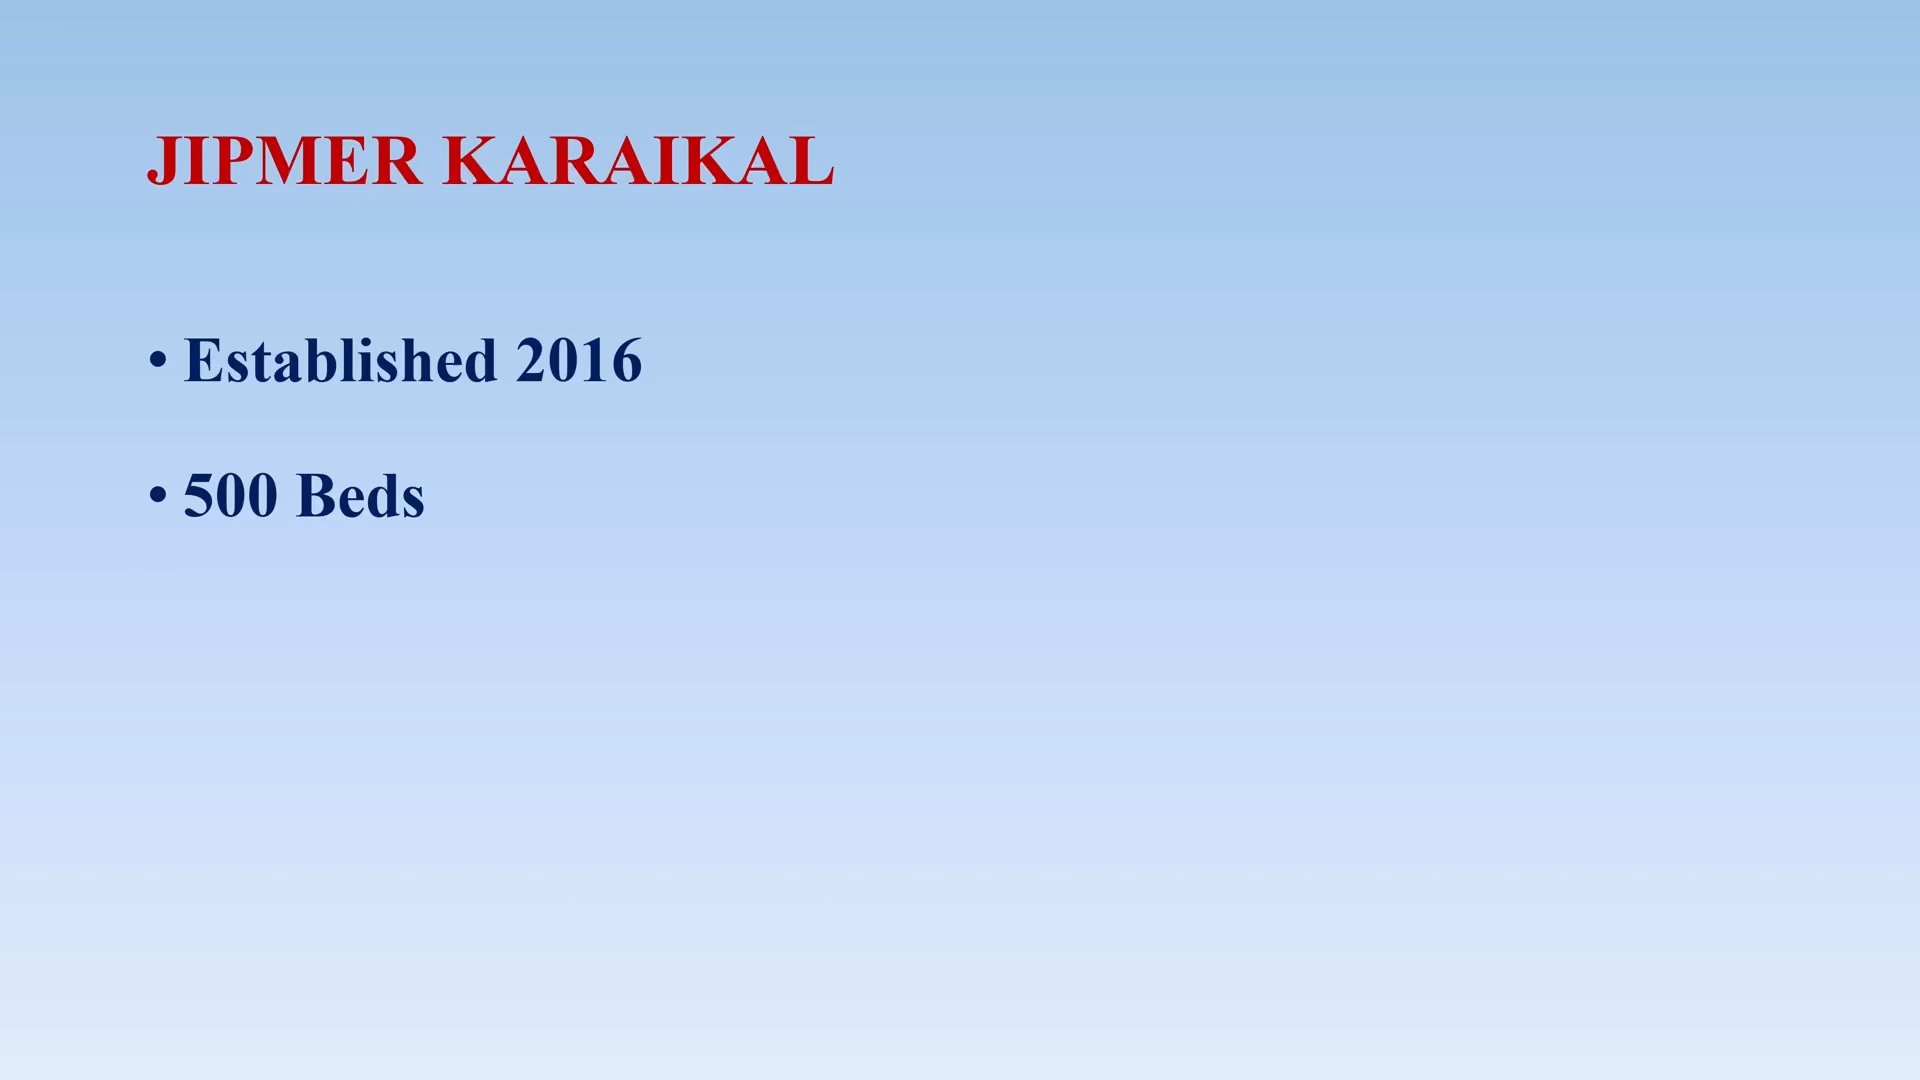 JIPMER KARAIKAL
• Established 2016
• 500 Beds